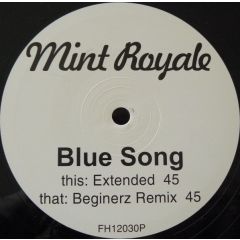 Mint Royale
Blue Song
this: Extended 45
that: Beginerz Remix 45
FH12030P